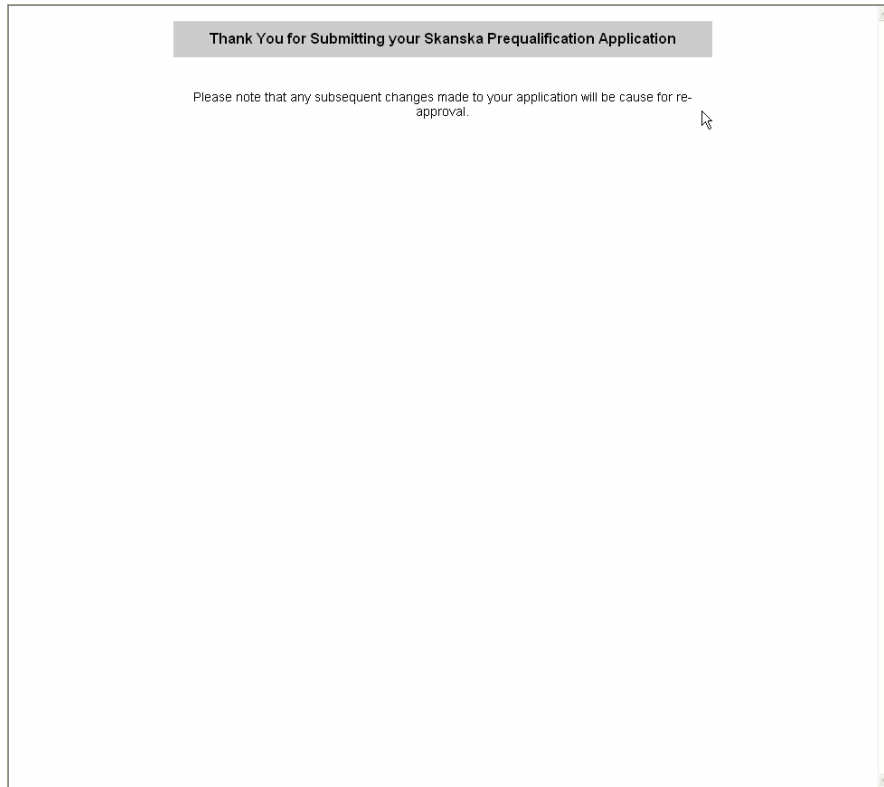 Thank You for Submitting your Skanska Prequalification Application
Please note that any subsequent changes made to your application will be cause for re-
approval.